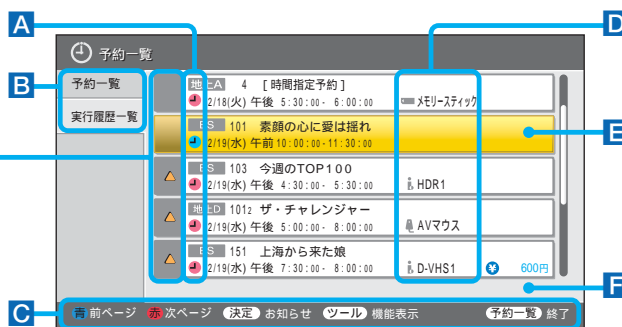 A
D
予約一覧
B
予約一覧
実行履歴一覧
地上A 4 [時間指定予約]
2/18(火) 午後 5:30:00- 6:00:00 メモリースティック
BS 101 素顔の心に愛は揺れ
2/19(水) 午前10:00:00-11:30:00
E
BS 103 今週のTOP100
2/19(水) 午後 4:30:00- 5:30:00 HDR1
地上D 1012 ザ・チャレンジャー
2/19(水) 午後 5:00:00- 8:00:00 AVマウス
BS 151 上海から来た娘
2/19(水) 午後 7:30:00- 8:00:00 D-VHS1 ¥ 600円
F
C
青 前ページ 赤 次ページ 決定 お知らせ ツール 機能表示 予約一覧 終了